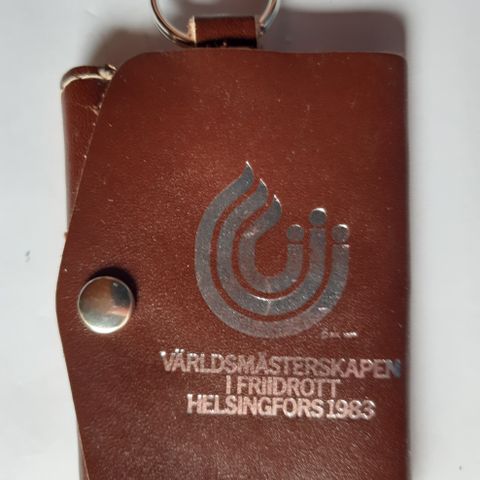 VÄRLDSMÄSTERSKAPEN
I FRIIDROTT
HELSINGFORS 1983